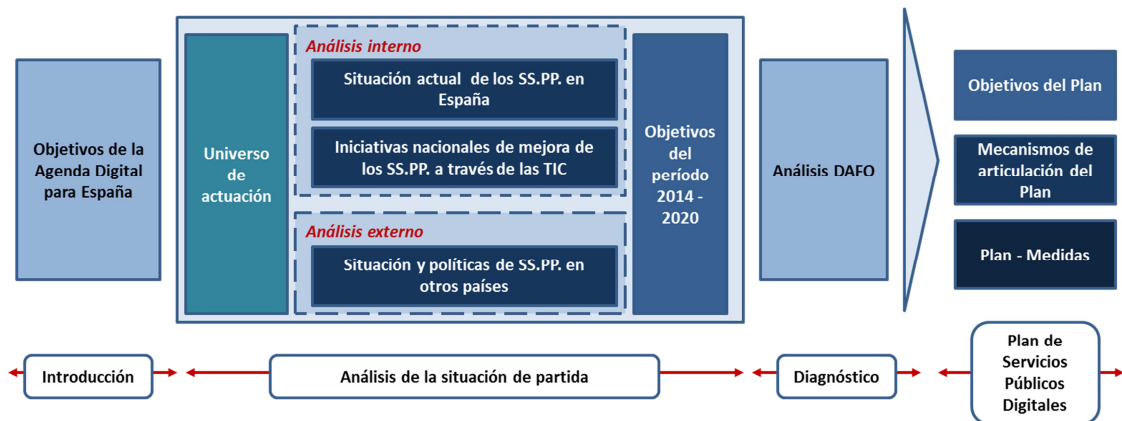 Objetivos de la
Agenda Digital
para España
Universo
de
actuación
Análisis interno
Situación actual de los SS.PP. en
España
Iniciativas nacionales de mejora de
los SS.PP. a través de las TIC
Análisis externo
Situación y políticas de SS.PP. en
otros países
Objetivos
del
período
2014 -
2020
Análisis DAFO
Objetivos del Plan
Mecanismos de
articulación del
Plan
Plan - Medidas
Introducción
Análisis de la situación de partida
Diagnóstico
Plan de
Servicios
Públicos
Digitales